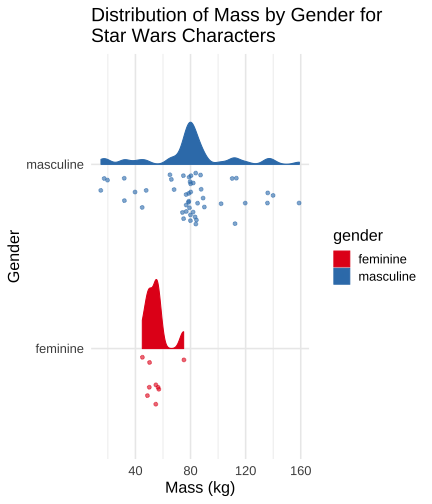 Distribution of Mass by Gender for
Star Wars Characters
masculine
feminine
Gender
40 80 120 160
Mass (kg)
gender
feminine
masculine